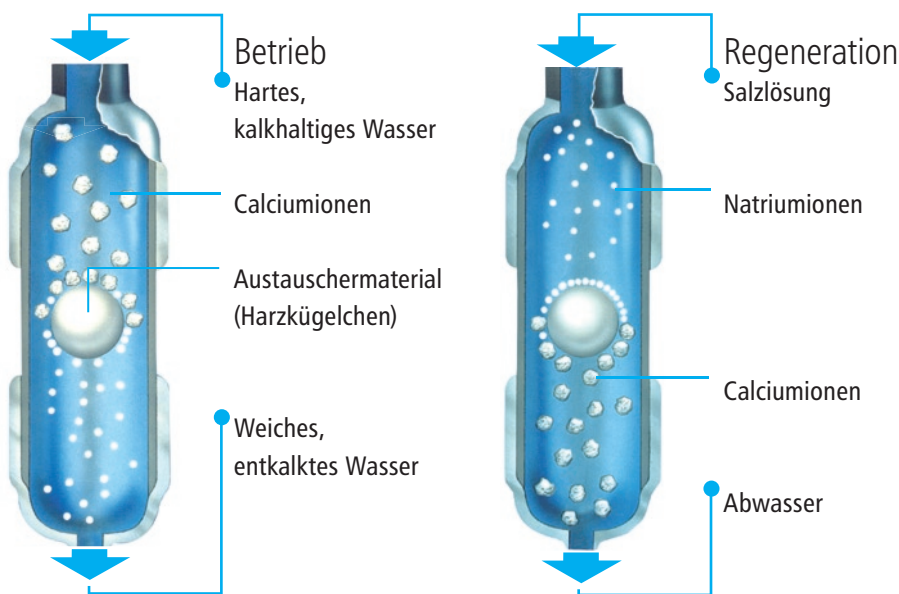 Betrieb
Hartes,
kalkhaltiges Wasser
Calciumionen
Austauschermaterial
(Harzkügelchen)
Weiches,
entkalktes Wasser
Regeneration
Salzlösung
Natriumionen
Calciumionen
Abwasser